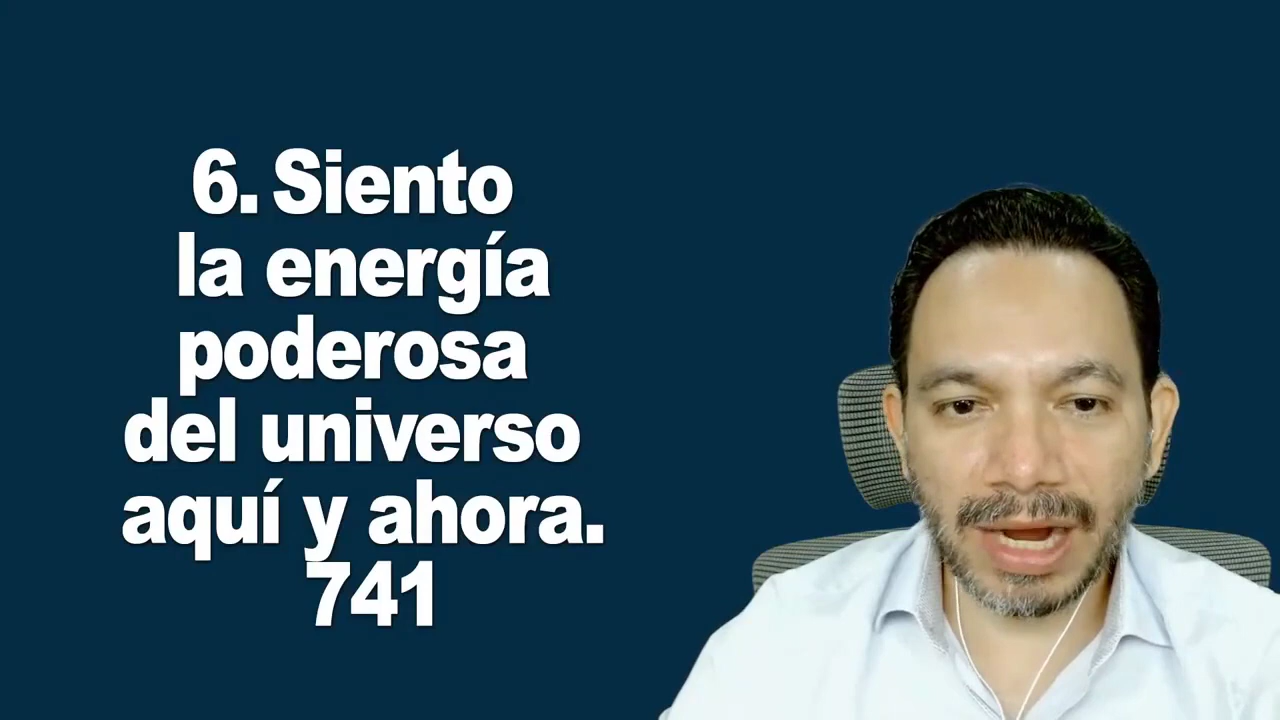 6. Siento
la energía
poderosa
del universo
aquí y ahora.
741